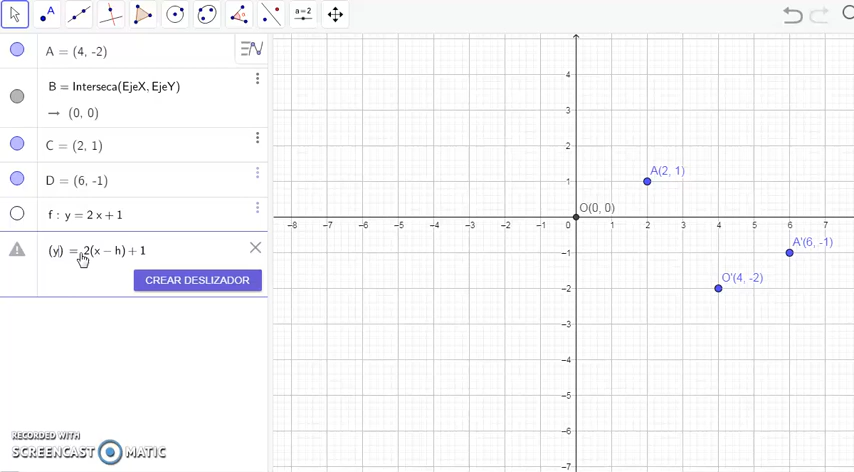 a=2
A = (4, -2)
B = Interseca(EjeX, EjeY)
→ (0, 0)
C = (2, 1)
D = (6, -1)
f : y = 2 x + 1
(y) = 2(x − h) + 1
CREAR DESLIZADOR
RECORDED WITH
SCREENCAST MATIC
4
3
2
A(2, 1)
1
O(0, 0)
-8 -7 -6 -5 -4 -3 -2 -1 0 1 2 3 4 5 6 7
A'(6, -1)
-1
O'(4, -2)
-2
-3
-4
-5
-6
-7